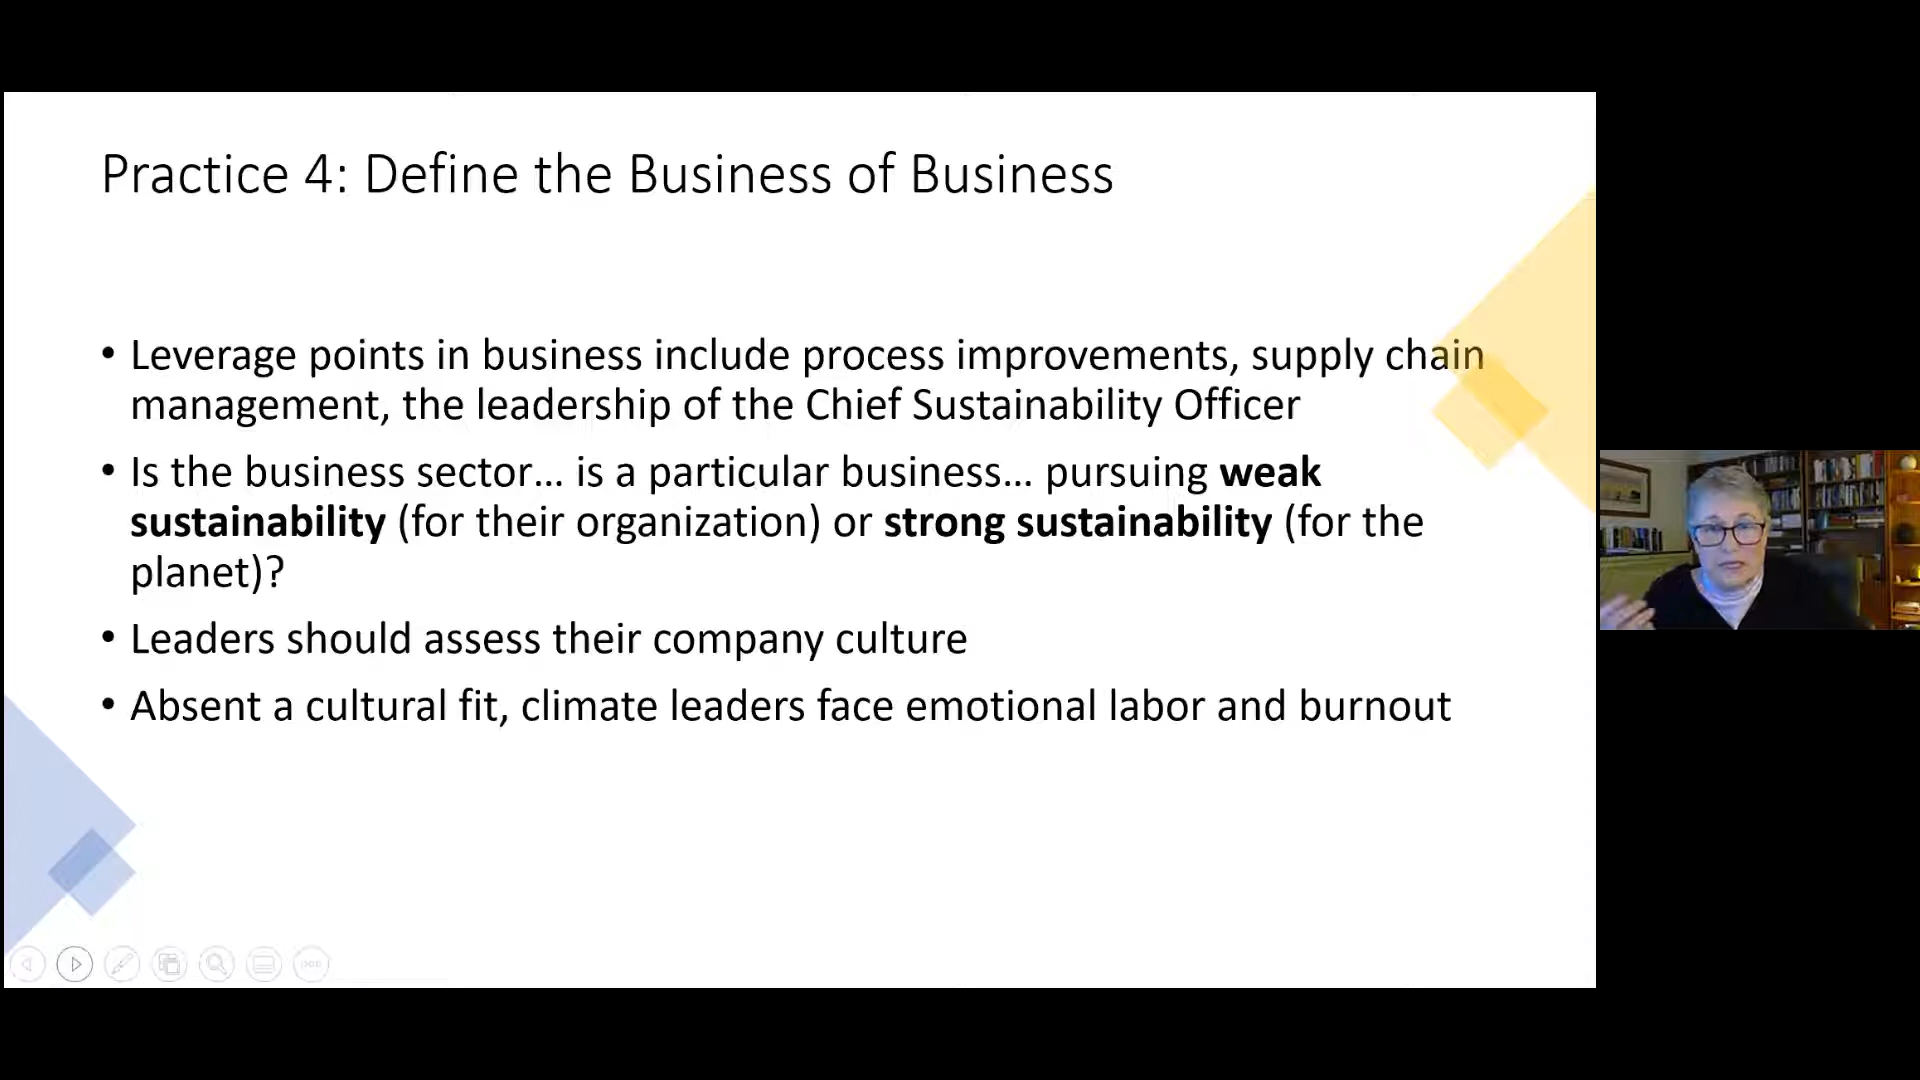 Practice 4: Define the Business of Business
• Leverage points in business include process improvements, supply chain
management, the leadership of the Chief Sustainability Officer
• Is the business sector... is a particular business... pursuing weak
sustainability (for their organization) or strong sustainability (for the
planet)?
• Leaders should assess their company culture
• Absent a cultural fit, climate leaders face emotional labor and burnout